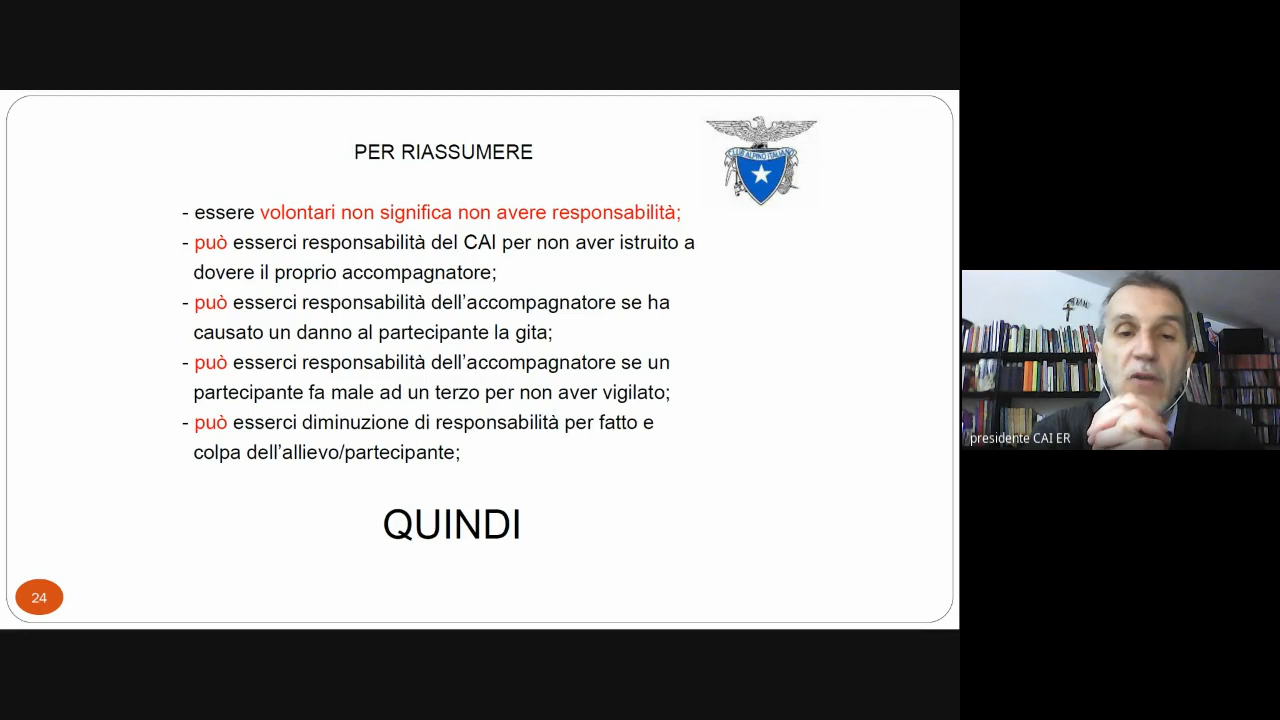 PER RIASSUMERE
CLUB ALPINO ITALIANO
- essere volontari non significa non avere responsabilità;
- può esserci responsabilità del CAI per non aver istruito a
dovere il proprio accompagnatore;
- può esserci responsabilità dell'accompagnatore se ha
causato un danno al partecipante la gita;
- può esserci responsabilità dell'accompagnatore se un
partecipante fa male ad un terzo per non aver vigilato;
- può esserci diminuzione di responsabilità per fatto e
colpa dell'allievo/partecipante;
QUINDI
24
presidente CAI ER